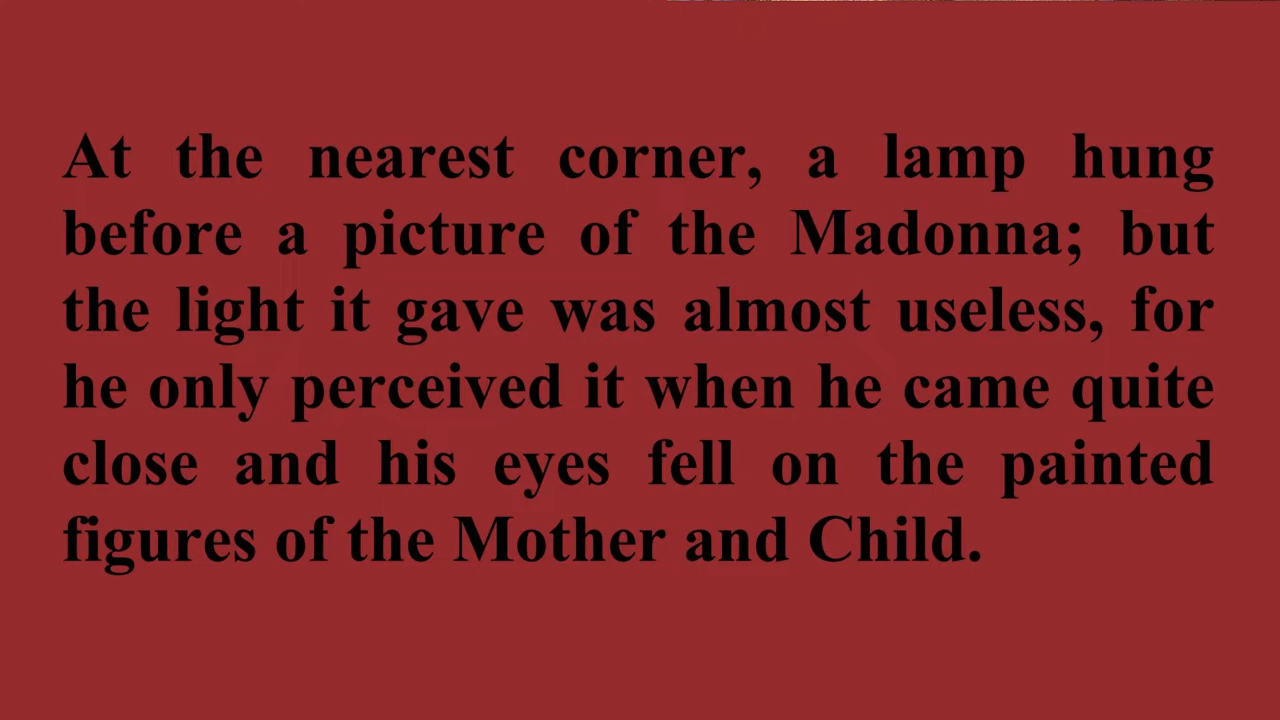 At the nearest corner, a lamp hung
before a picture of the Madonna; but
the light it gave was almost useless, for
he only perceived it when he came quite
close and his eyes fell on the painted
figures of the Mother and Child.